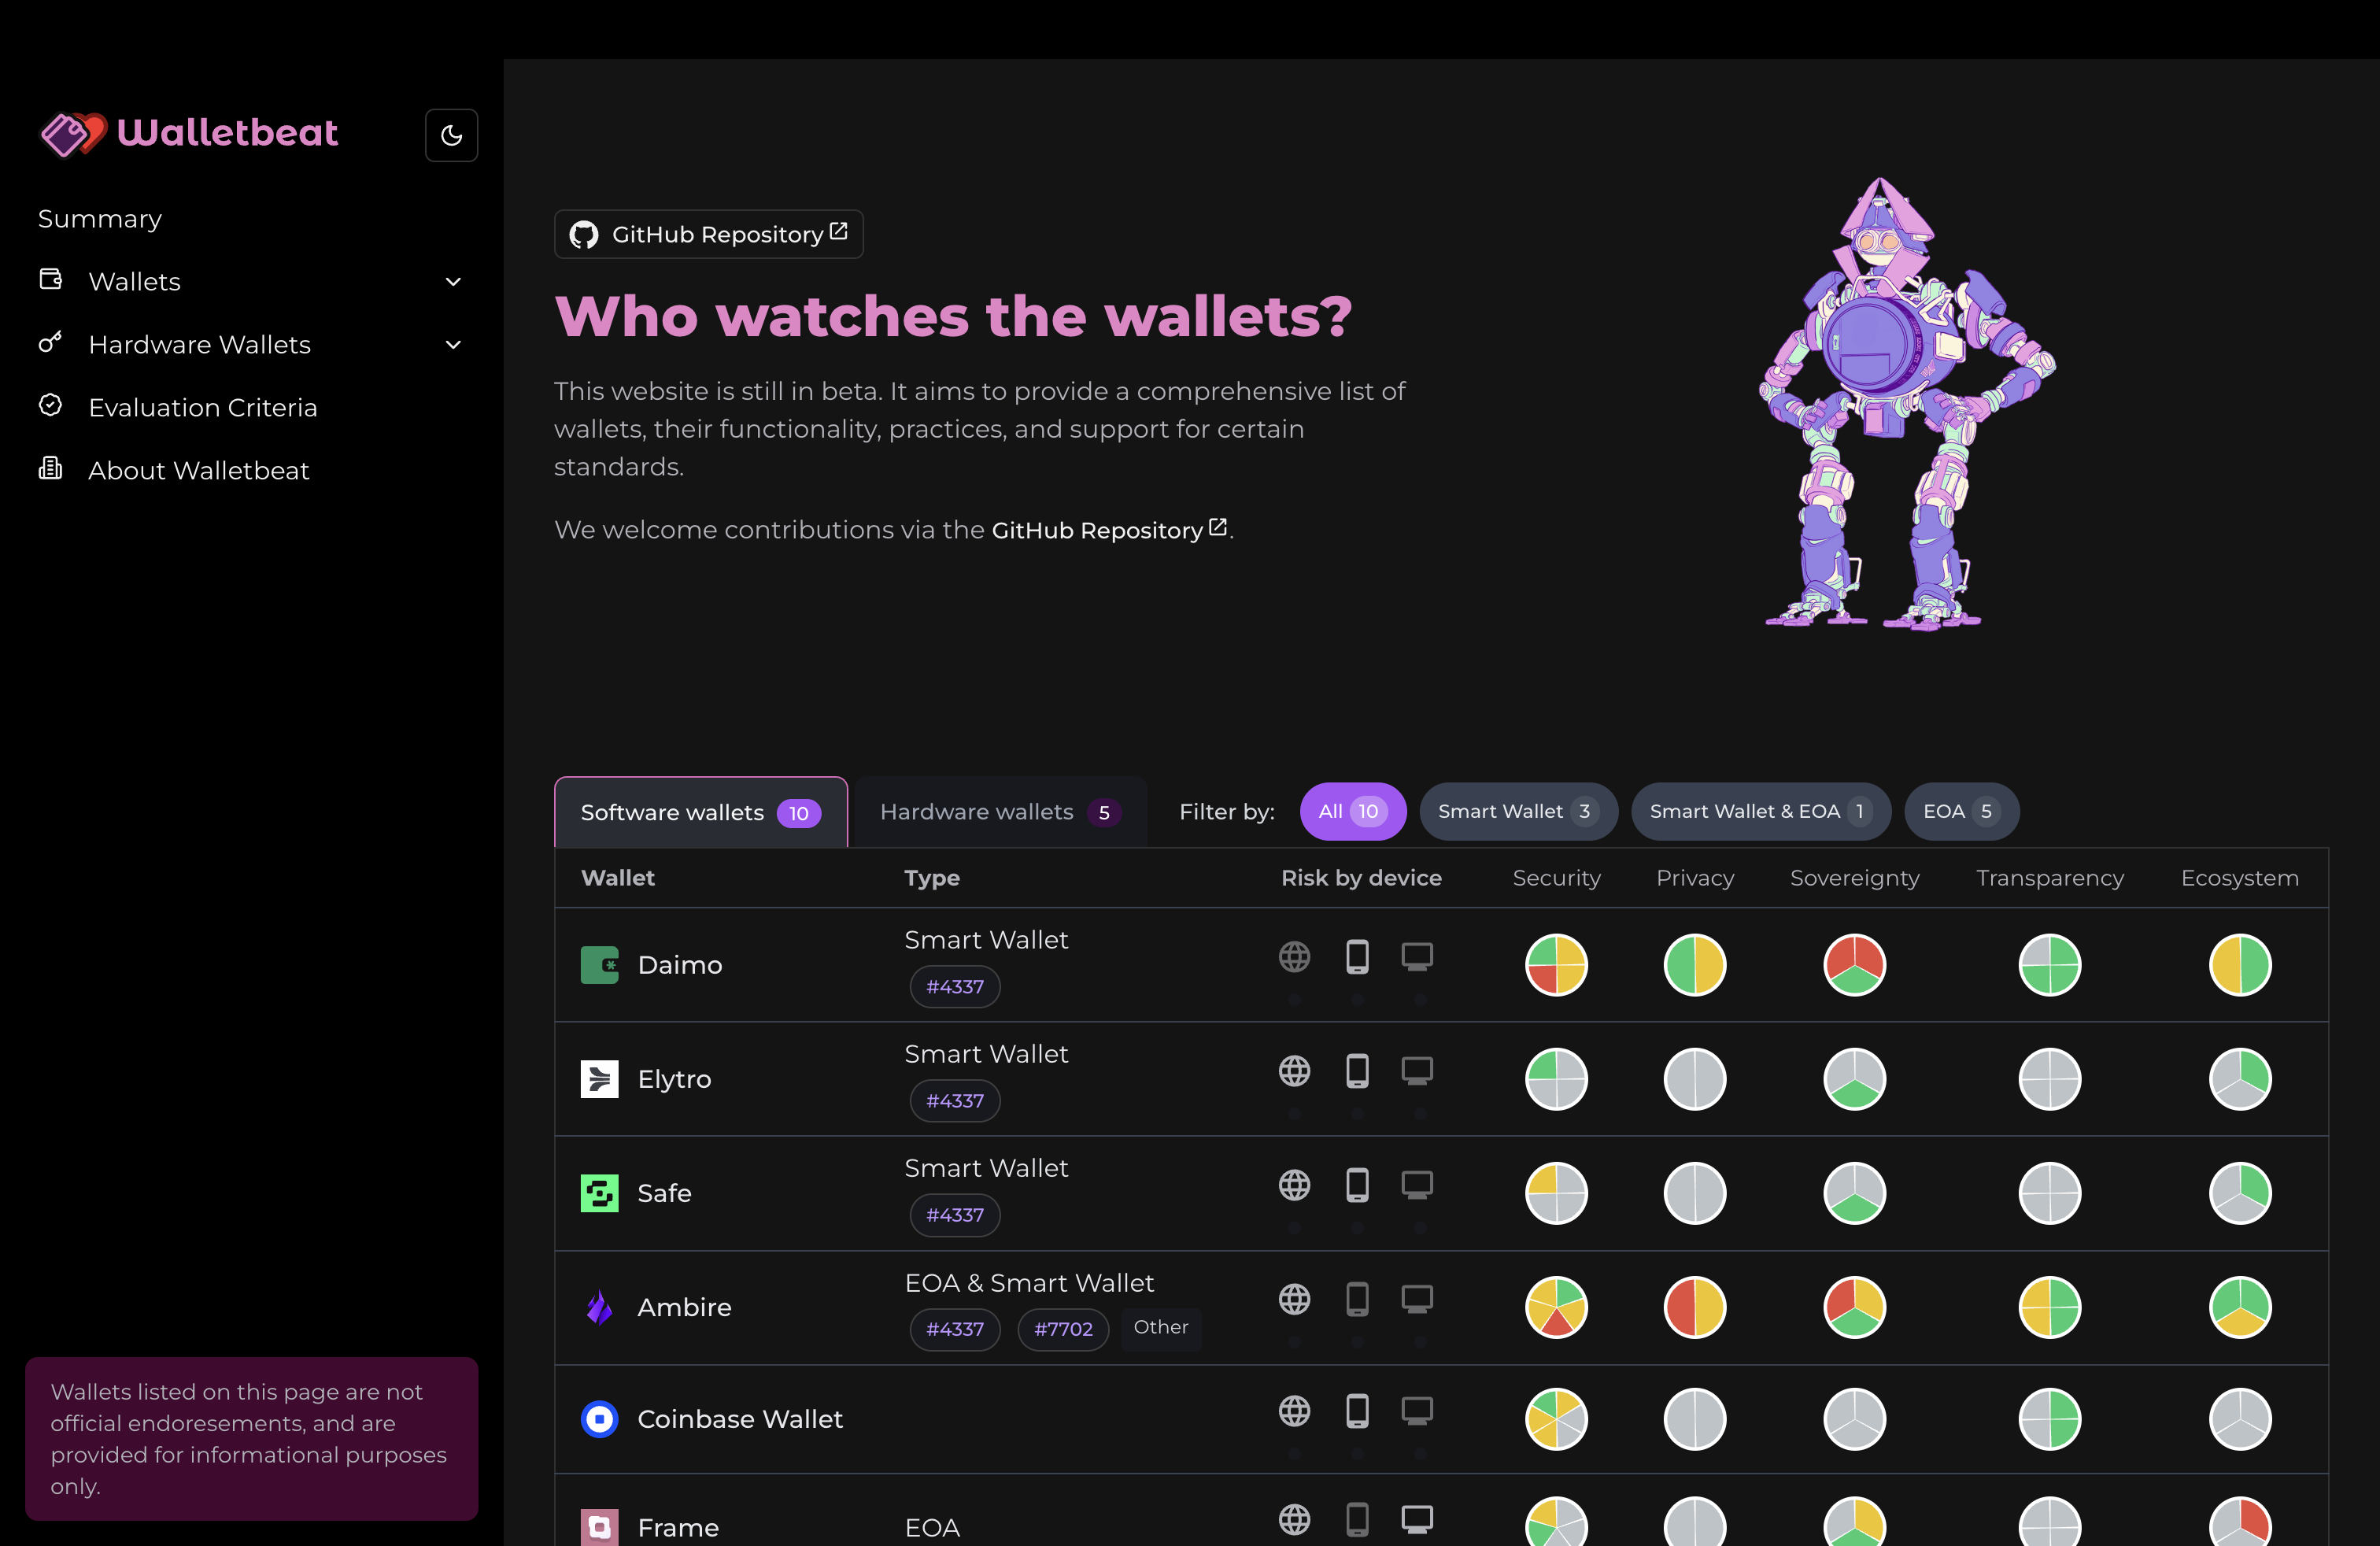 Walletbeat
Summary
Wallets
Hardware Wallets
Evaluation Criteria
About Walletbeat
Wallets listed on this page are not
official endoresements, and are
provided for informational purposes
only.
GitHub Repository
Who watches the wallets?
This website is still in beta. It aims to provide a comprehensive list of
wallets, their functionality, practices, and support for certain
standards.
We welcome contributions via the GitHub Repository.
Software wallets 10 Hardware wallets 5 Filter by: All 10 Smart Wallet 3 Smart Wallet & EOA 1 EOA 5
Wallet Type Risk by device Security Privacy Sovereignty Transparency Ecosystem
Daimo Smart Wallet
#4337
Elytro Smart Wallet
#4337
Safe Smart Wallet
#4337
Ambire EOA & Smart Wallet
#4337 #7702 Other
Coinbase Wallet
Frame EOA